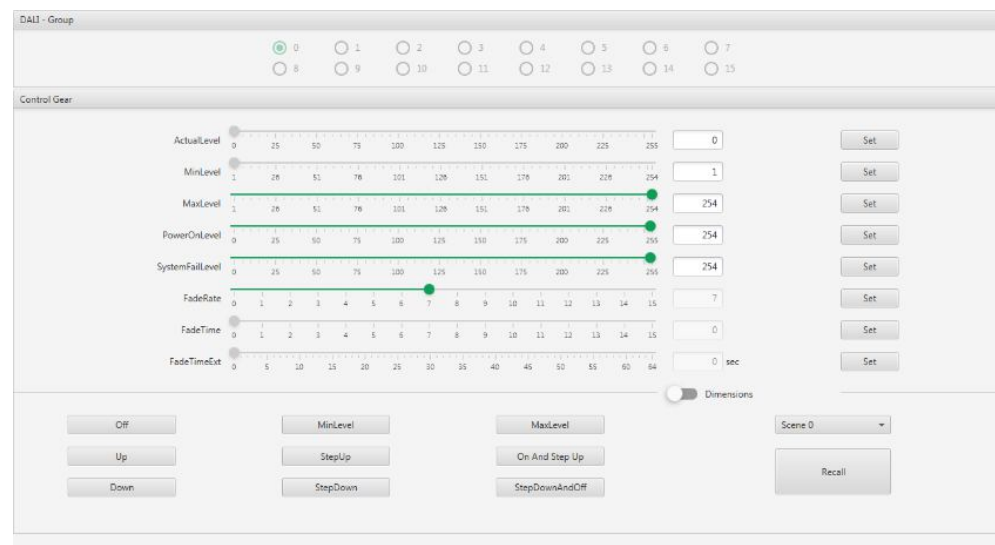 DALI - Group
0 1 2 3 4 5 6 7
8 9 10 11 12 13 14 15
Control Gear
ActualLevel 0 Set
0 25 50 75 100 125 150 175 200 225 255
MinLevel 1 Set
1 26 51 76 101 126 151 176 201 226 254
MaxLevel 254 Set
1 26 51 76 101 126 151 176 201 226 254
PowerOnLevel 254 Set
0 25 50 75 100 125 150 175 200 225 255
SystemFailLevel 254 Set
0 25 50 75 100 125 150 175 200 225 255
FadeRate 7 Set
0 1 2 3 4 5 6 7 8 9 10 11 12 13 14 15
FadeTime 0 Set
0 1 2 3 4 5 6 7 8 9 10 11 12 13 14 15
FadeTimeExt 0 sec Set
0 5 10 15 20 25 30 35 40 45 50 55 60 64
Dimensions
Off MinLevel MaxLevel Scene 0
Up StepUp On And Step Up
Recall
Down StepDown StepDownAndOff